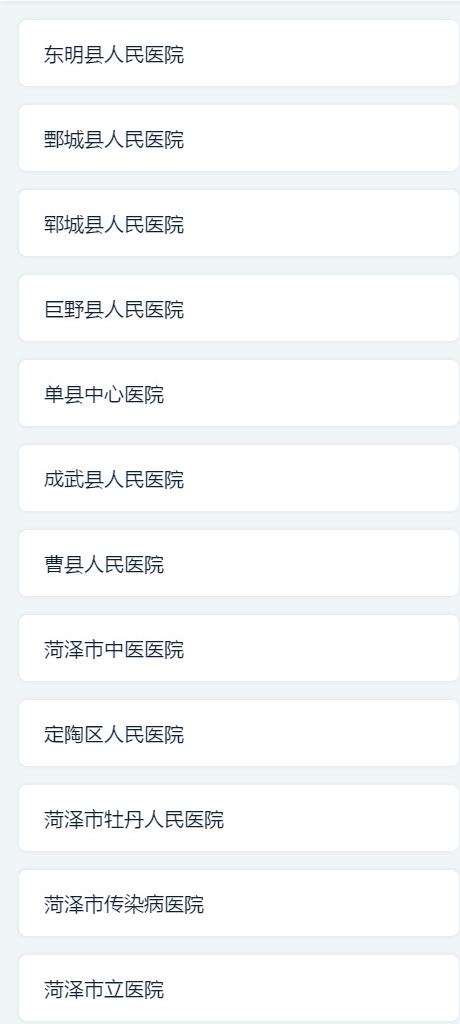 东明县人民医院
鄄城县人民医院
郓城县人民医院
巨野县人民医院
单县中心医院
成武县人民医院
曹县人民医院
菏泽市中医医院
定陶区人民医院
菏泽市牡丹人民医院
菏泽市传染病医院
菏泽市立医院